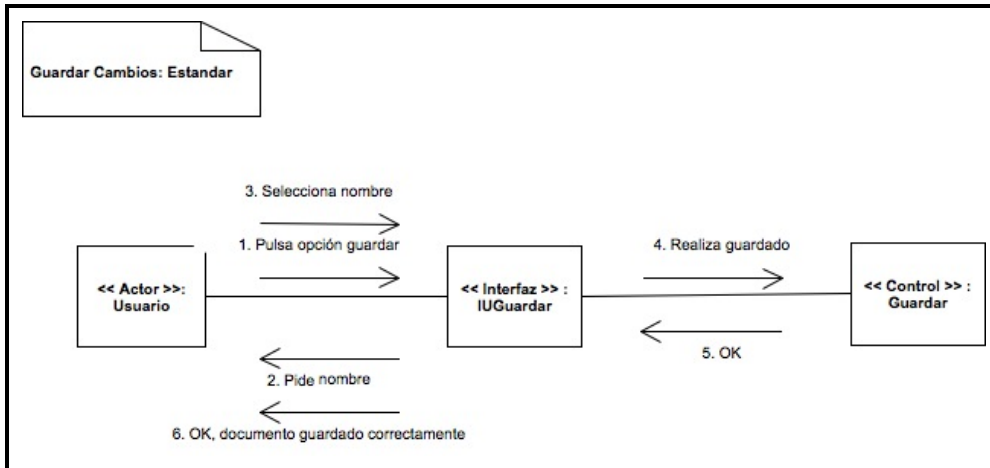 Guardar Cambios: Estandar
3. Selecciona nombre
1. Pulsa opción guardar
4. Realiza guardado
<< Actor >>:
Usuario
<< Interfaz >> :
IUGuardar
<< Control >> :
Guardar
5. OK
2. Pide nombre
6. OK, documento guardado correctamente